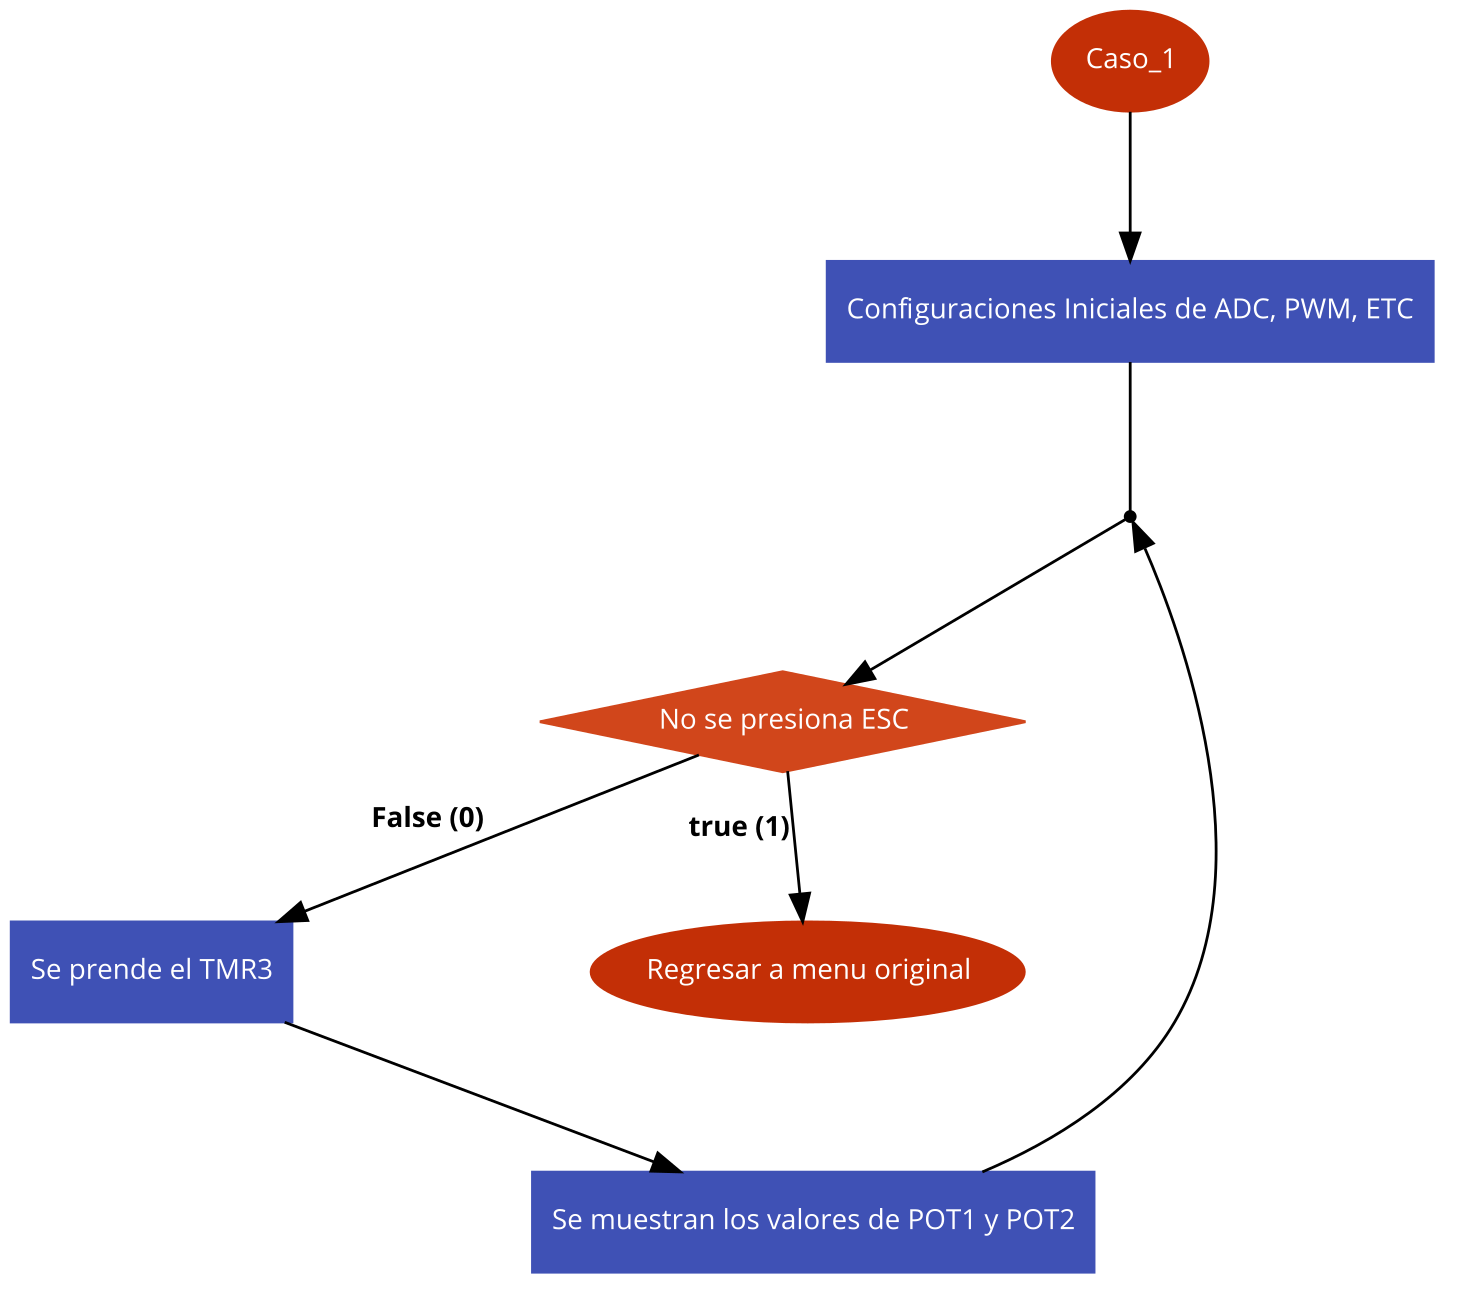 Caso_1
Configuraciones Iniciales de ADC, PWM, ETC
No se presiona ESC
False (0)
true (1)
Se prende el TMR3
Regresar a menu original
Se muestran los valores de POT1 y POT2